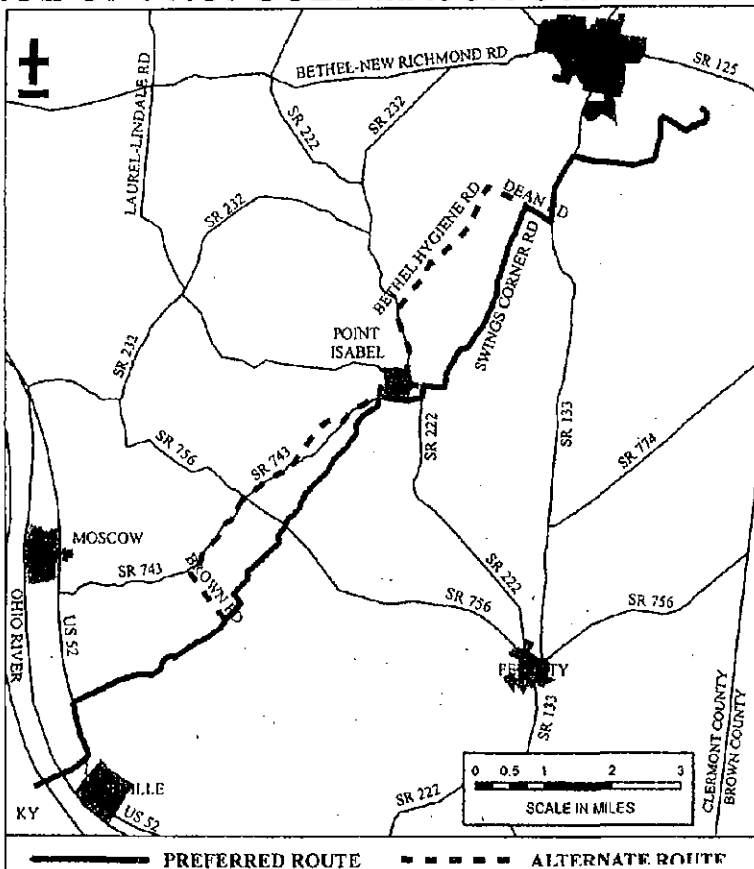 BETHEL-NEW RICHMOND RD
SR 125
LAUREL-LINDALE RD
SR 222
SR 232
SR 232
DEAN RD
BETHEL HYGIENE RD
SWINGS CORNER RD
POINT
ISABEL
SR 232
SR 133
SR 222
SR 774
SR 756
SR 743
MOSCOW
SR 743
BROWN RD
SR 222
SR 756
SR 756
OHIO RIVER
US 52
SR 133
CLERMONT COUNTY
BROWN COUNTY
0 0.5 1 2 3
SCALE IN MILES
KY
US 52
SR 222
PREFERRED ROUTE
ALTERNATE ROUTE